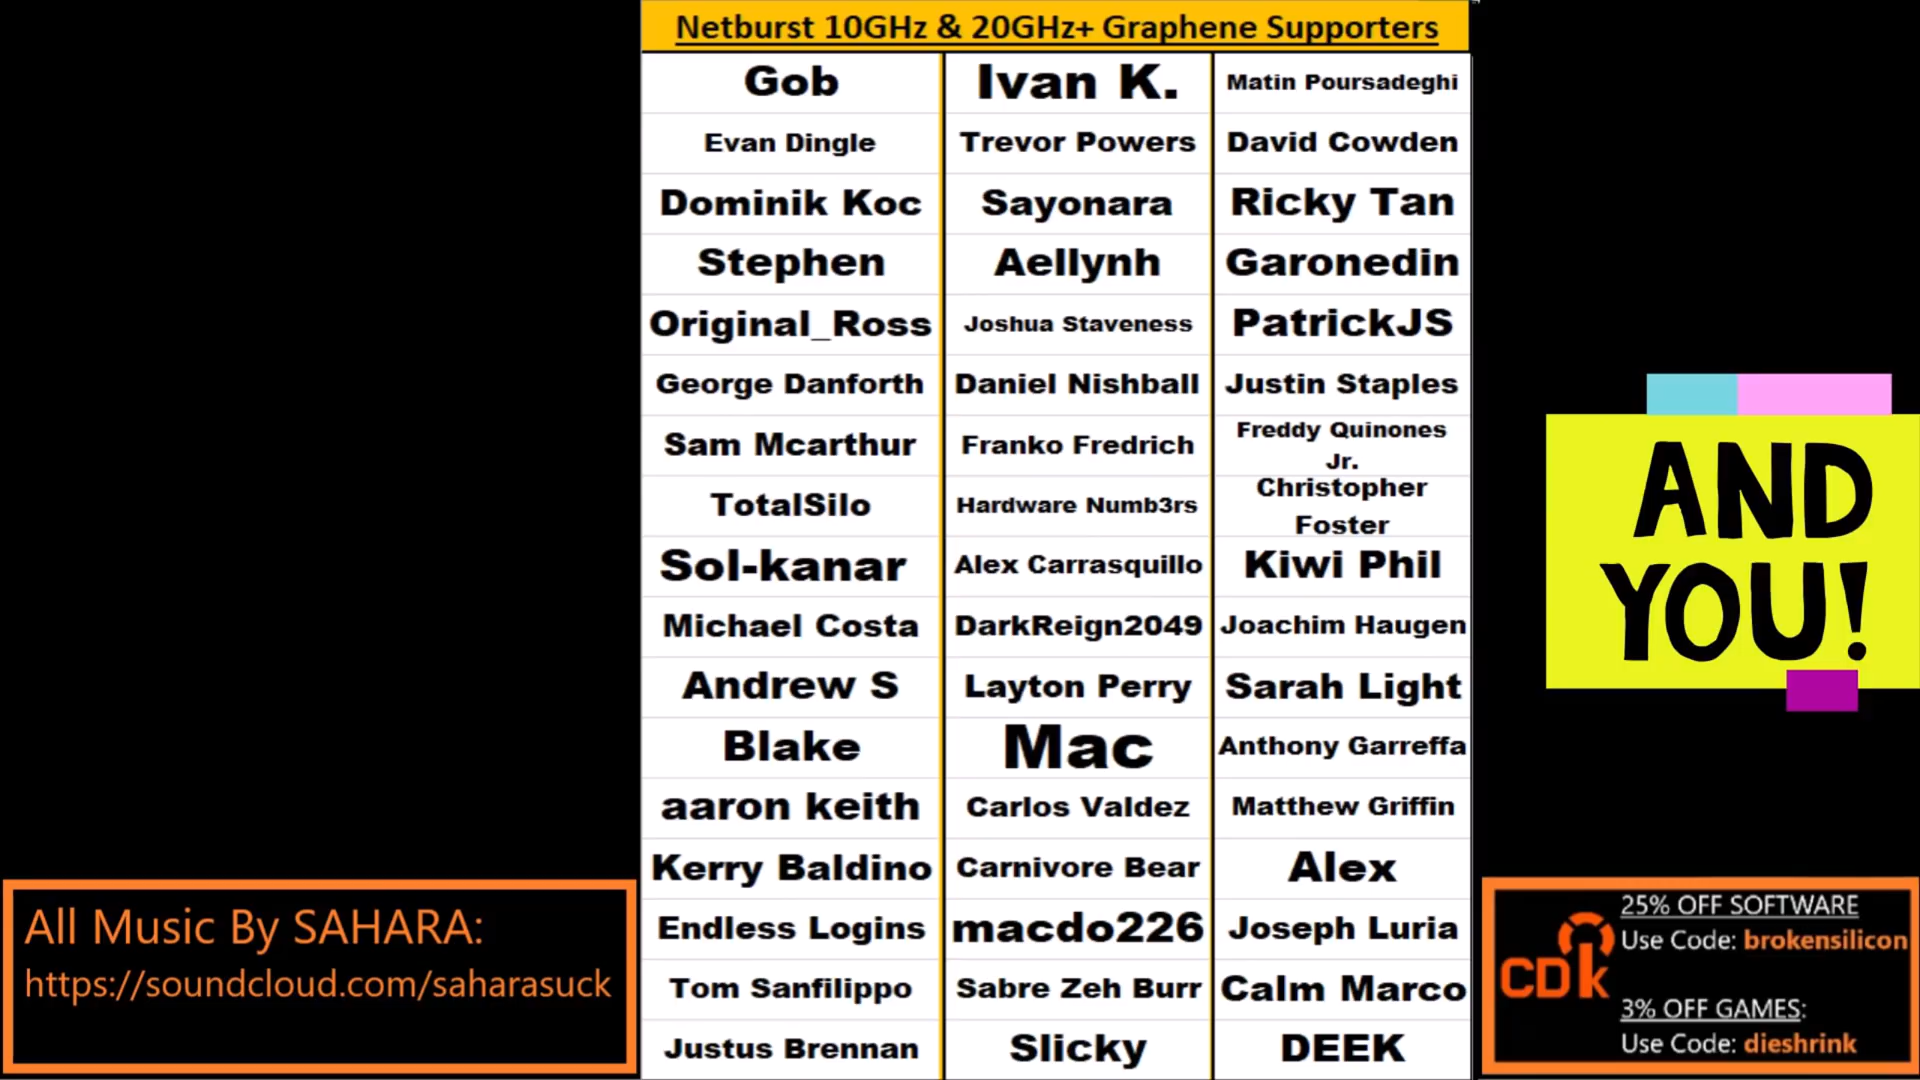 Netburst 10GHz & 20GHz+ Graphene Supporters
Gob
Ivan K.
Matin Poursadeghi
Evan Dingle
Trevor Powers
David Cowden
Dominik Koc
Sayonara
Ricky Tan
Stephen
Aellynh
Garonedin
Original_Ross
Joshua Staveness
PatrickJS
George Danforth
Daniel Nishball
Justin Staples
Sam Mcarthur
Franko Fredrich
Freddy Quinones
Jr.
TotalSilo
Hardware Numb3rs
Christopher
Foster
Sol-kanar
Alex Carrasquillo
Kiwi Phil
Michael Costa
DarkReign2049
Joachim Haugen
Andrew S
Layton Perry
Sarah Light
Blake
Mac
Anthony Garreffa
aaron keith
Carlos Valdez
Matthew Griffin
Kerry Baldino
Carnivore Bear
Alex
Endless Logins
macdo226
Joseph Luria
Tom Sanfilippo
Sabre Zeh Burr
Calm Marco
Justus Brennan
Slicky
DEEK
AND
YOU!
All Music By SAHARA:
https://soundcloud.com/saharasuck
CDk
25% OFF SOFTWARE
Use Code: brokensilicon
3% OFF GAMES:
Use Code: dieshrink